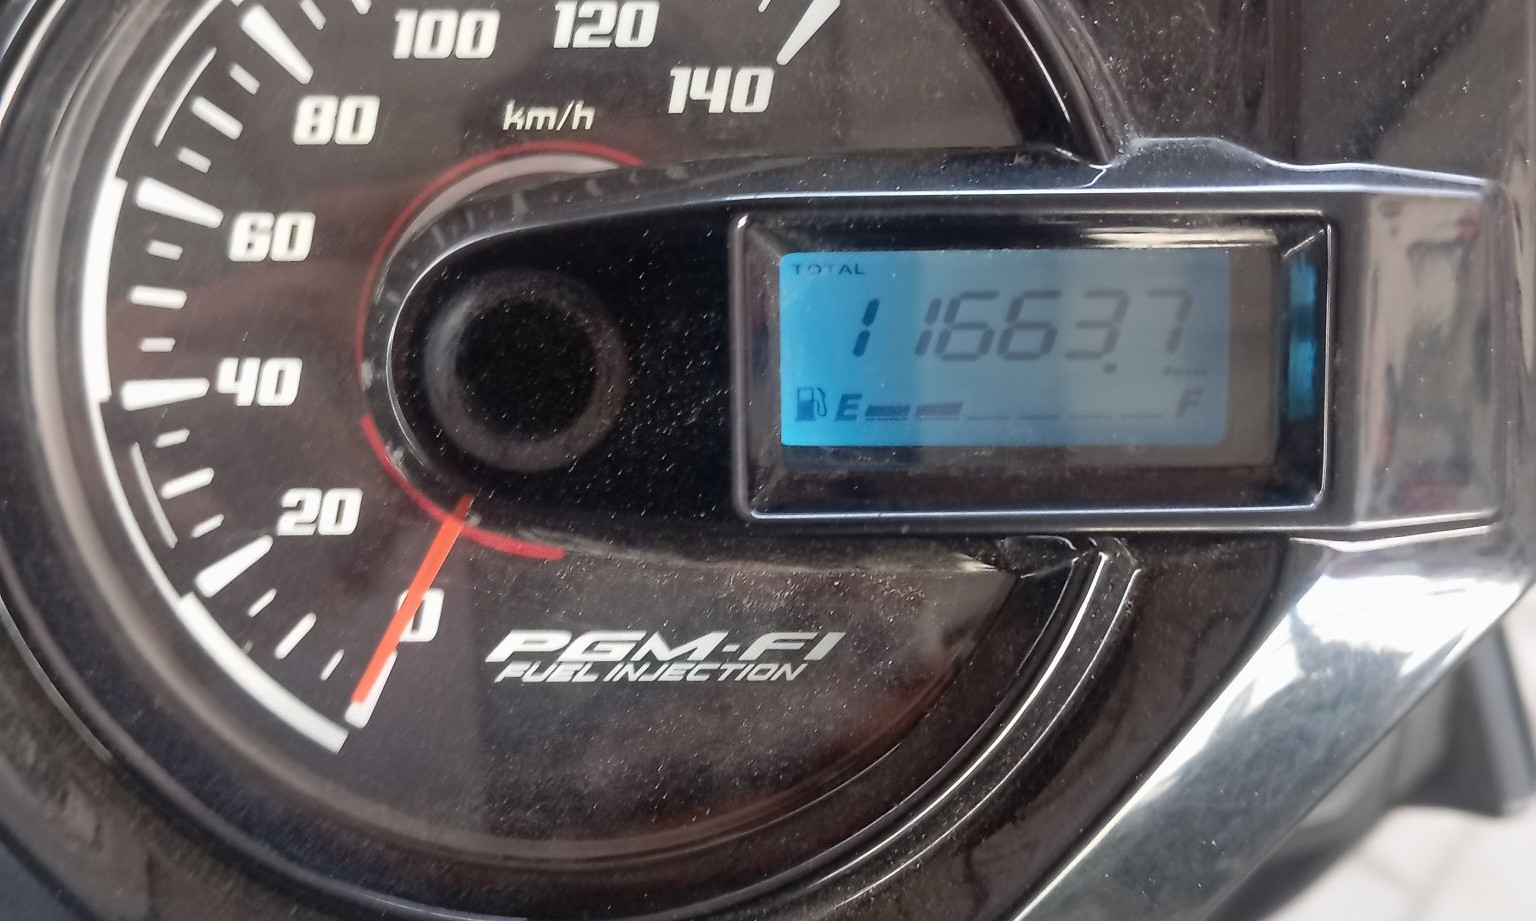 100 120
140
80
km/h
60
TOTAL
11663.7
40
E F
20
0
PGM-FI
FUEL INJECTION